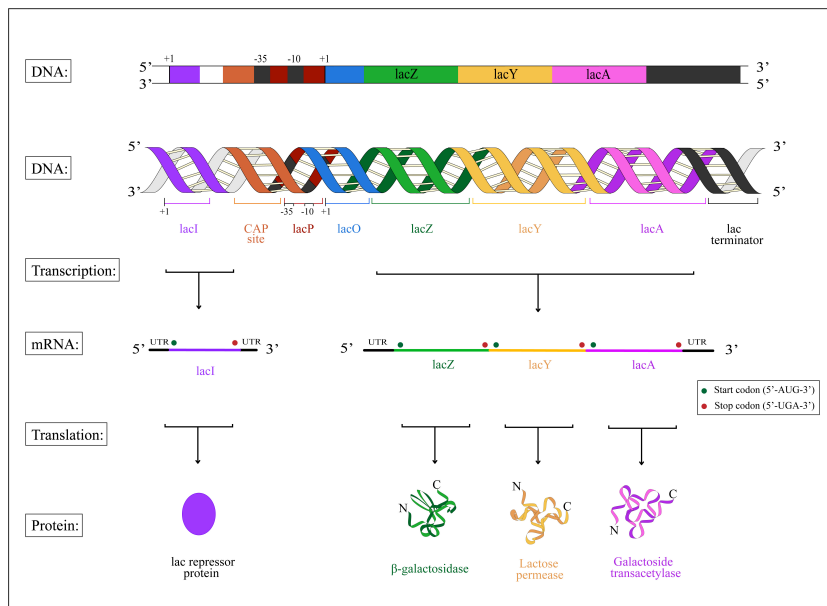 +1 -35 -10 +1
5’ 3’
DNA: lacZ lacY lacA
3’ 5’
5’ 3’
DNA:
3’ 5’
+1 -35 -10 +1
lacI CAP site lacP lacO lacZ lacY lacA lac terminator
Transcription:
mRNA: 5’ UTR UTR 3’ 5’ UTR UTR 3’
lacI lacZ lacY lacA
Start codon (5’-AUG-3’)
Stop codon (5’-UGA-3’)
Translation:
N C N C C N
Protein:
lac repressor
protein
β-galactosidase
Lactose
permease
Galactoside
transacetylase